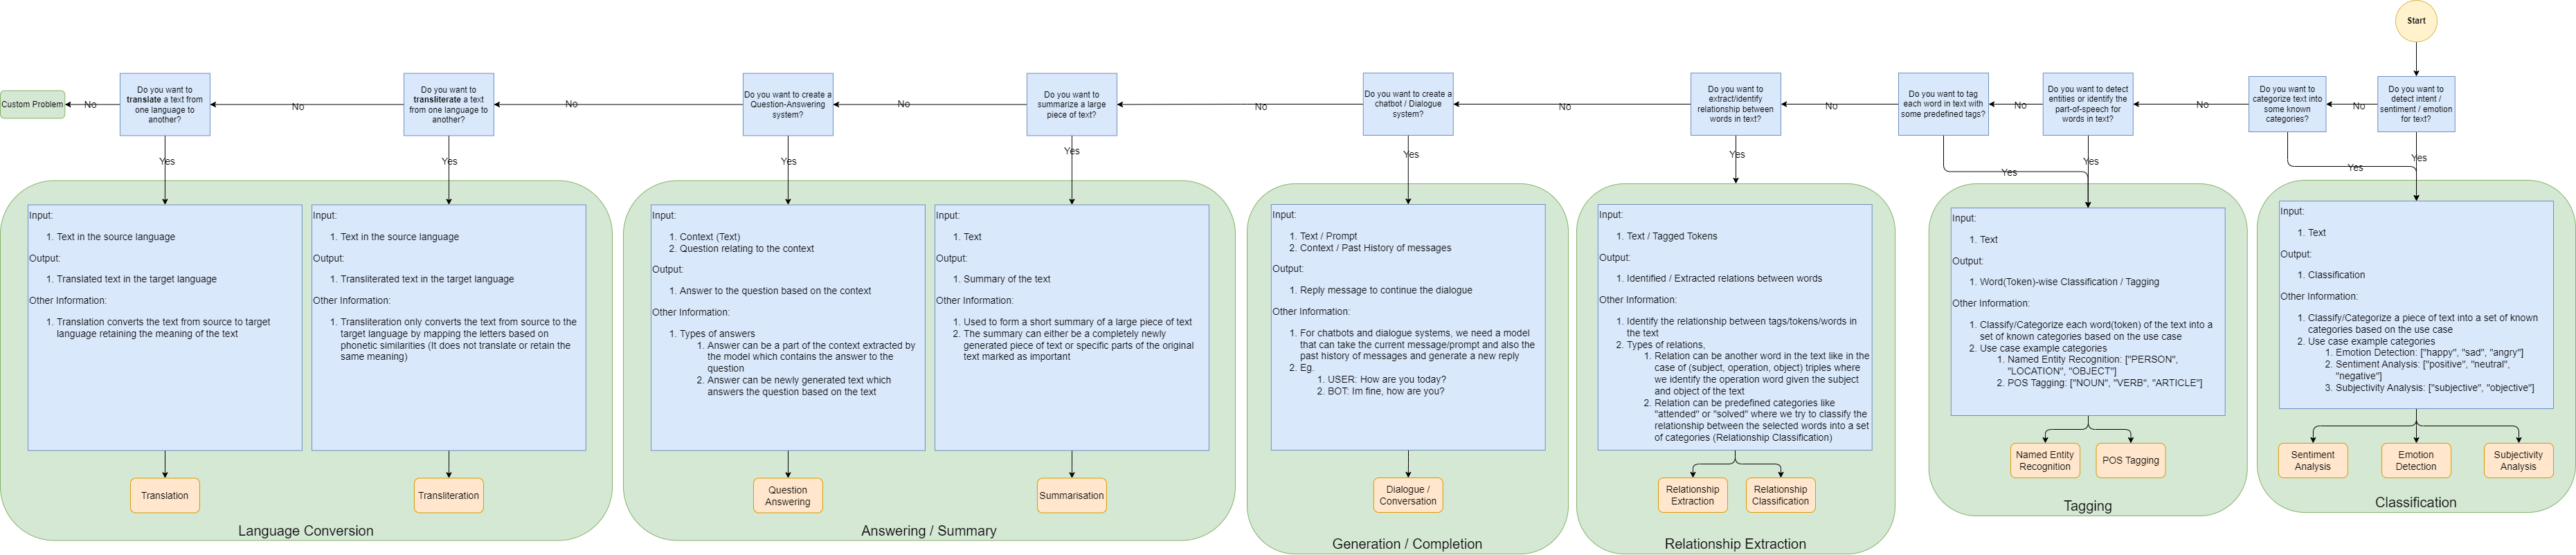 Start
Custom Problem
No
Do you want to
translate a text from
one language to
another?
No
Do you want to
transliterate a text
from one language to
another?
No
Do you want to create a
Question-Answering
system?
No
Do you want to
summarize a large
piece of text?
No
Do you want to create a
chatbot / Dialogue
system?
No
Do you want to
extract/identify
relationship between
words in text?
No
Do you want to tag
each word in text with
some predefined tags?
No
Do you want to detect
entities or identify the
part-of-speech for
words in text?
No
Do you want to
categorize text into
some known
categories?
No
Do you want to
detect intent /
sentiment / emotion
for text?
Yes
Yes
Yes
Yes
Yes
Yes
Yes
Yes
Yes
Yes
Input:
1. Text in the source language
Output:
1. Translated text in the target language
Other Information:
1. Translation converts the text from source to target
language retaining the meaning of the text
Translation
Input:
1. Text in the source language
Output:
1. Transliterated text in the target language
Other Information:
1. Transliteration only converts the text from source to the
target language by mapping the letters based on
phonetic similarities (It does not translate or retain the
same meaning)
Transliteration
Language Conversion
Input:
1. Context (Text)
2. Question relating to the context
Output:
1. Answer to the question based on the context
Other Information:
1. Types of answers
1. Answer can be a part of the context extracted by
the model which contains the answer to the
question
2. Answer can be newly generated text which
answers the question based on the text
Question
Answering
Input:
1. Text
Output:
1. Summary of the text
Other Information:
1. Used to form a short summary of a large piece of text
2. The summary can either be a completely newly
generated piece of text or specific parts of the original
text marked as important
Summarisation
Answering / Summary
Input:
1. Text / Prompt
2. Context / Past History of messages
Output:
1. Reply message to continue the dialogue
Other Information:
1. For chatbots and dialogue systems, we need a model
that can take the current message/prompt and also the
past history of messages and generate a new reply
2. Eg.
1. USER: How are you today?
2. BOT: Im fine, how are you?
Dialogue /
Conversation
Generation / Completion
Input:
1. Text / Tagged Tokens
Output:
1. Identified / Extracted relations between words
Other Information:
1. Identify the relationship between tags/tokens/words in
the text
2. Types of relations,
1. Relation can be another word in the text like in the
case of (subject, operation, object) triples where
we identify the operation word given the subject
and object of the text
2. Relation can be predefined categories like
"attended" or "solved" where we try to classify the
relationship between the selected words into a set
of categories (Relationship Classification)
Relationship
Extraction
Relationship
Classification
Relationship Extraction
Input:
1. Text
Output:
1. Word(Token)-wise Classification / Tagging
Other Information:
1. Classify/Categorize each word(token) of the text into a
set of known categories based on the use case
2. Use case example categories
1. Named Entity Recognition: ["PERSON",
"LOCATION", "OBJECT"]
2. POS Tagging: ["NOUN", "VERB", "ARTICLE"]
Named Entity
Recognition
POS Tagging
Tagging
Input:
1. Text
Output:
1. Classification
Other Information:
1. Classify/Categorize a piece of text into a set of known
categories based on the use case
2. Use case example categories
1. Emotion Detection: ["happy", "sad", "angry"]
2. Sentiment Analysis: ["positive", "neutral",
"negative"]
3. Subjectivity Analysis: ["subjective", "objective"]
Sentiment
Analysis
Emotion
Detection
Subjectivity
Analysis
Classification